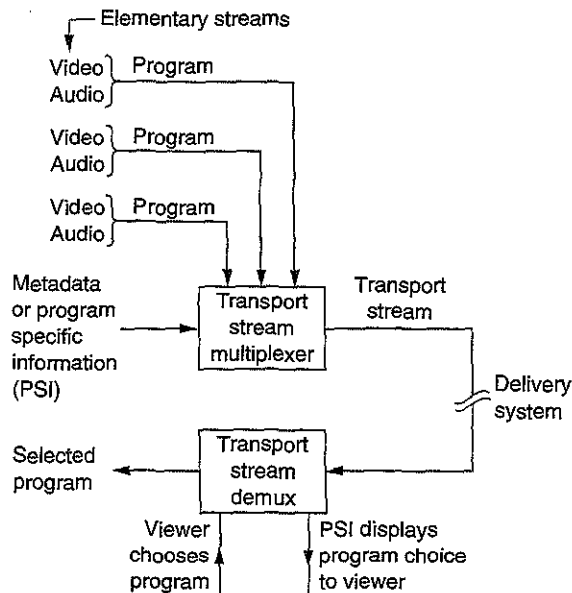 Elementary streams
Video
Audio
Program
Video
Audio
Program
Video
Audio
Program
Metadata
or program
specific
information
(PSI)
Transport
stream
multiplexer
Transport
stream
Delivery
system
Selected
program
Transport
stream
demux
Viewer
chooses
program
PSI displays
program choice
to viewer